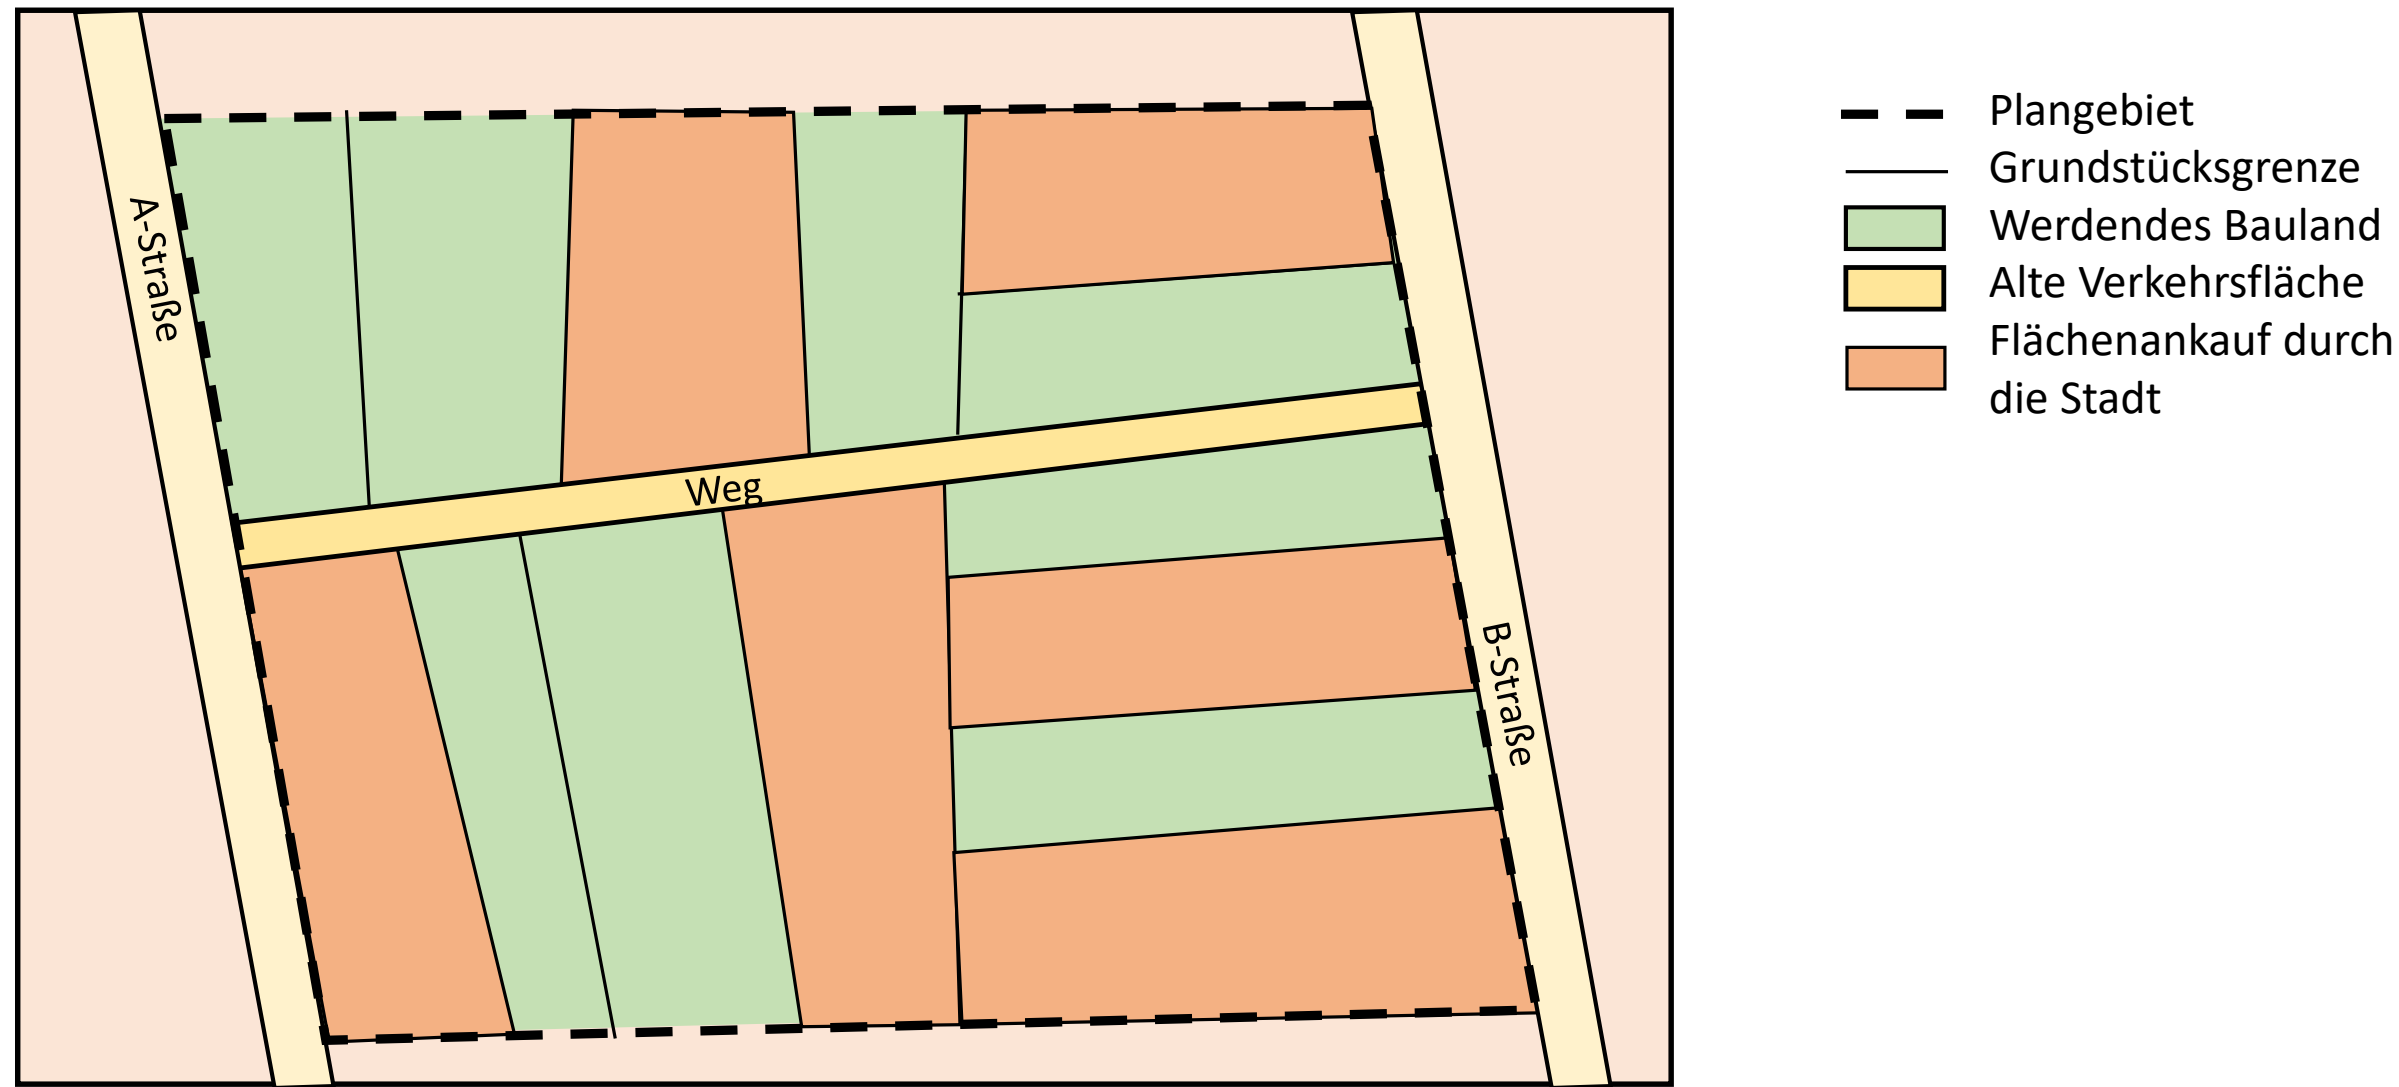 Plangebiet
Grundstücksgrenze
Werdendes Bauland
Alte Verkehrsfläche
Flächenankauf durch
die Stadt
A-Straße
Weg
B-Straße